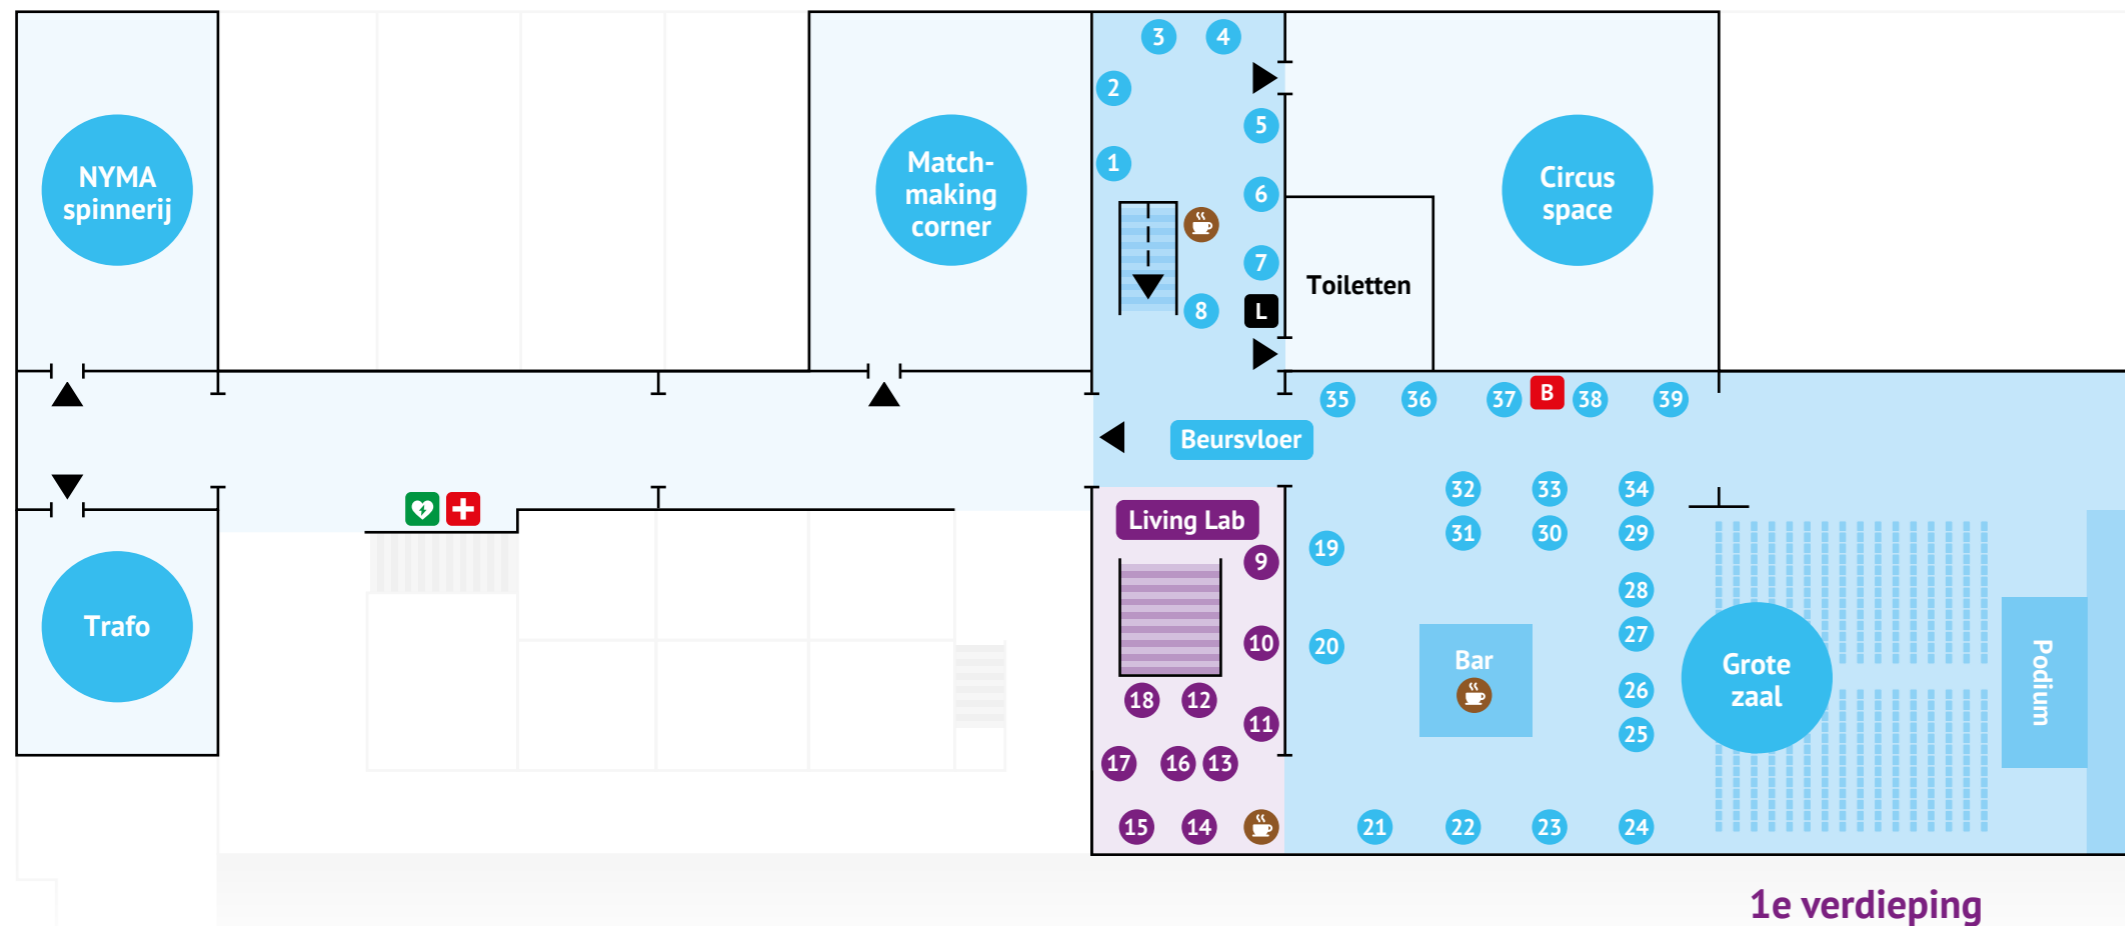 3 4
2
5
NYMA
spinnerij
Match-
making
corner
1
6
Circus
space
7
Toiletten
8 L
35 36 37 B 38 39
Beursvloer
32 33 34
Living Lab
31 30 29
19
9
28
Trafo
27
10
20
Bar
Grote
zaal
Podium
26
18 12
11
25
17 16 13
15 14
21 22 23 24
1e verdieping